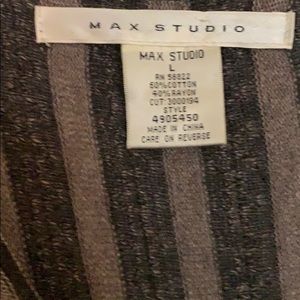 MAX STUDIO
MAX STUDIO
L
RN 56822
60%COTTON
40%RAYON
CUT:3000194
STYLE
4905450
MADE IN CHINA
CARE ON REVERSE